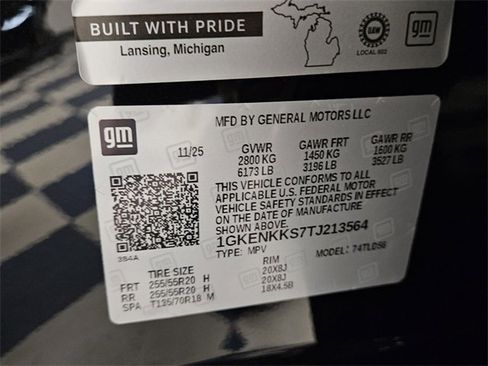 BUILT WITH PRIDE
Lansing, Michigan
UAW
LOCAL 602
gm
gm
MFD BY GENERAL MOTORS LLC
11/25 GVWR GAWR FRT GAWR RR
2800 KG 1450 KG 1600 KG
6173 LB 3196 LB 3527 LB
THIS VEHICLE CONFORMS TO ALL
APPLICABLE U.S. FEDERAL MOTOR
VEHICLE SAFETY STANDARDS IN EFFECT
ON THE DATE OF MANUFACTURE
SHOWN ABOVE.
1GKENKKS7TJ213564
TYPE: MPV MODEL: 74TLD56
384A
TIRE SIZE RIM
FRT 255/55R20 H 20X8J
RR 255/55R20 H 20X8J
SPA T135/70R18 M 18X4.5B